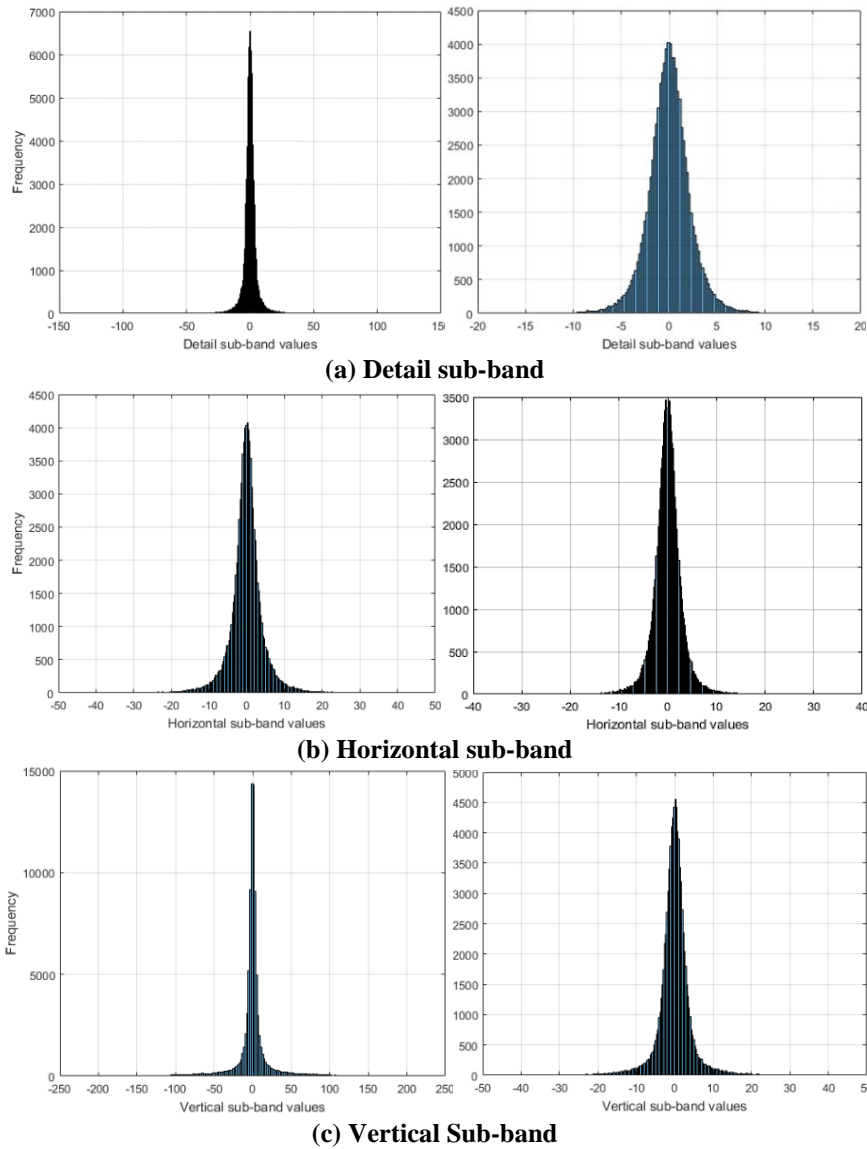 7000
6000
5000
4000
3000
2000
1000
0
Frequency
-150 -100 -50 0 50 100 15
Detail sub-band values
4500
4000
3500
3000
2500
2000
1500
1000
500
0
-20 -15 -10 -5 0 5 10 15 20
Detail sub-band values
(a) Detail sub-band
4500
4000
3500
3000
2500
2000
1500
1000
500
0
Frequency
-50 -40 -30 -20 -10 0 10 20 30 40 50
Horizontal sub-band values
3500
3000
2500
2000
1500
1000
500
0
-40 -30 -20 -10 0 10 20 30 40
Horizontal sub-band values
(b) Horizontal sub-band
15000
10000
5000
0
Frequency
-250 -200 -150 -100 -50 0 50 100 150 200 250
Vertical sub-band values
5000
4500
4000
3500
3000
2500
2000
1500
1000
500
0
-50 -40 -30 -20 -10 0 10 20 30 40 50
Vertical sub-band values
(c) Vertical Sub-band